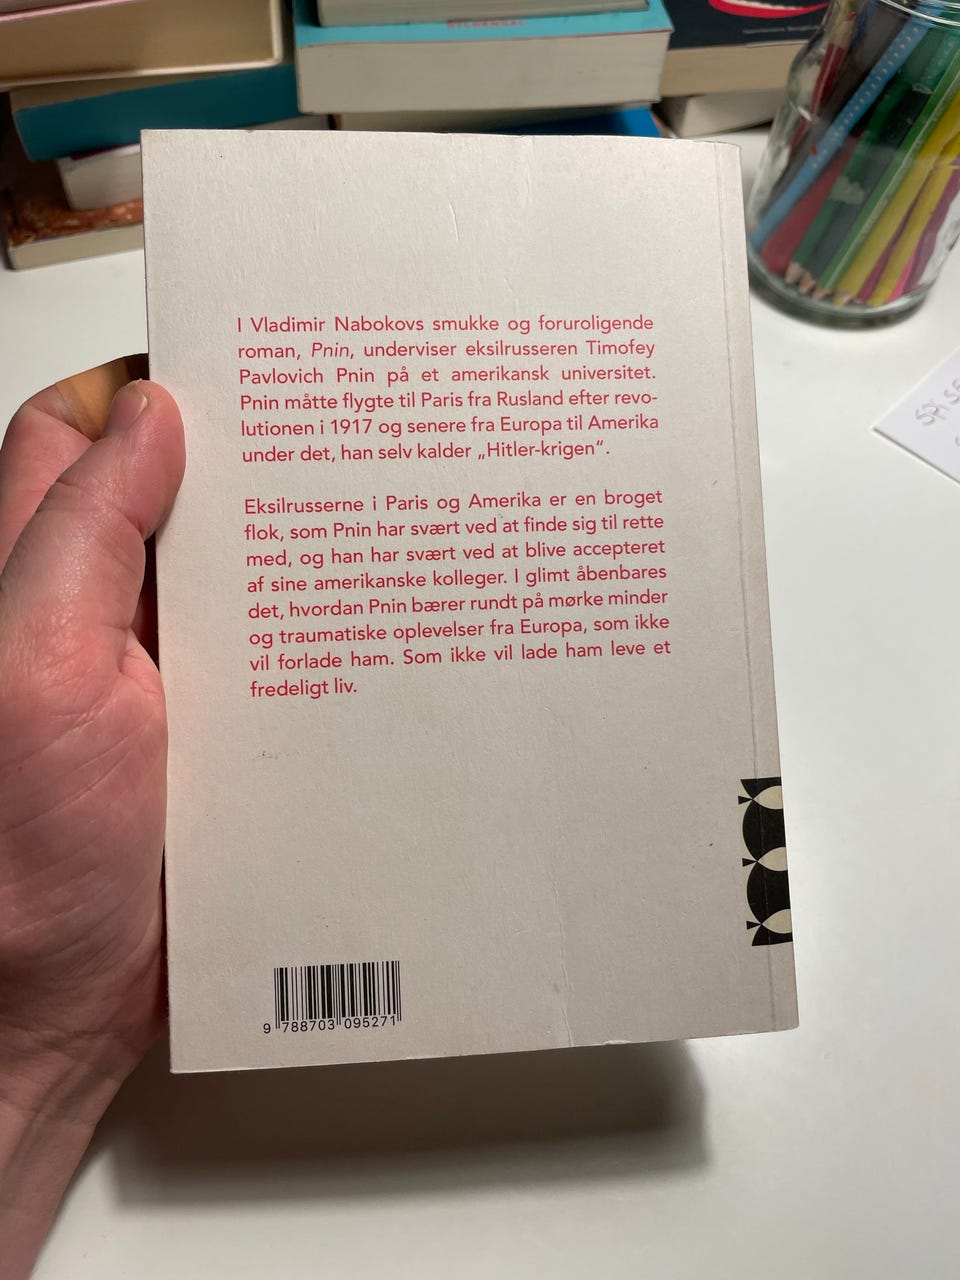 GYLDENDAL
I Vladimir Nabokovs smukke og foruroligende
roman, Pnin, underviser eksilrusseren Timofey
Pavlovich Pnin på et amerikansk universitet.
Pnin måtte flygte til Paris fra Rusland efter revo-
lutionen i 1917 og senere fra Europa til Amerika
under det, han selv kalder „Hitler-krigen“.
Eksilrusserne i Paris og Amerika er en broget
flok, som Pnin har svært ved at finde sig til rette
med, og han har svært ved at blive accepteret
af sine amerikanske kolleger. I glimt åbenbares
det, hvordan Pnin bærer rundt på mørke minder
og traumatiske oplevelser fra Europa, som ikke
vil forlade ham. Som ikke vil lade ham leve et
fredeligt liv.
9 788703 095271